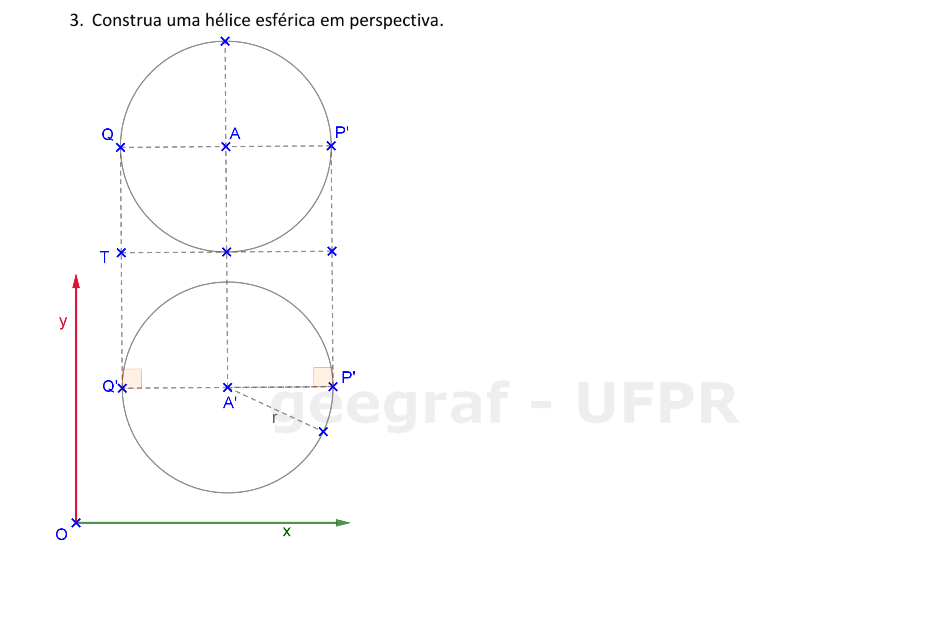 3. Construa uma hélice esférica em perspectiva.
Q A P'
T
y
Q' P'
A'
r
geegraf - UFPR
O x